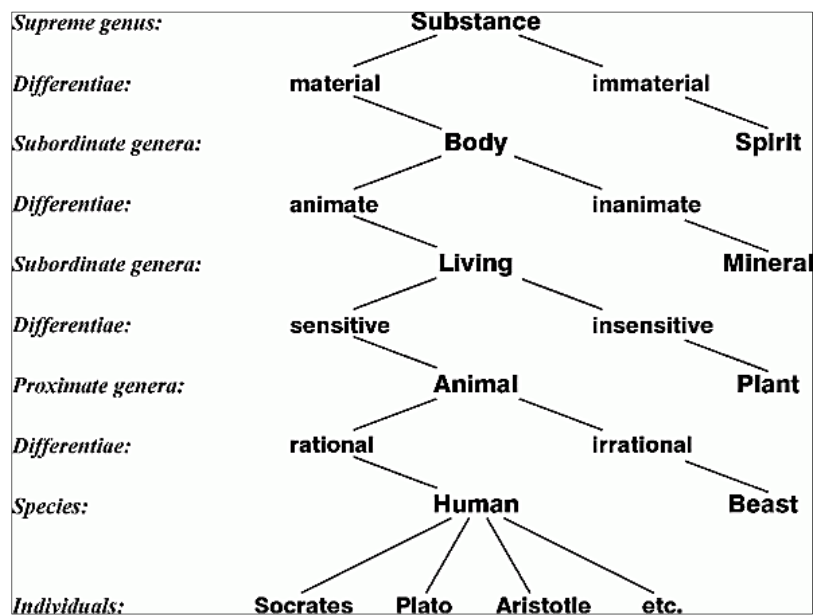 Supreme genus: Substance
Differentiae: material immaterial
Subordinate genera: Body Spirit
Differentiae: animate inanimate
Subordinate genera: Living Mineral
Differentiae: sensitive insensitive
Proximate genera: Animal Plant
Differentiae: rational irrational
Species: Human Beast
Individuals: Socrates Plato Aristotle etc.